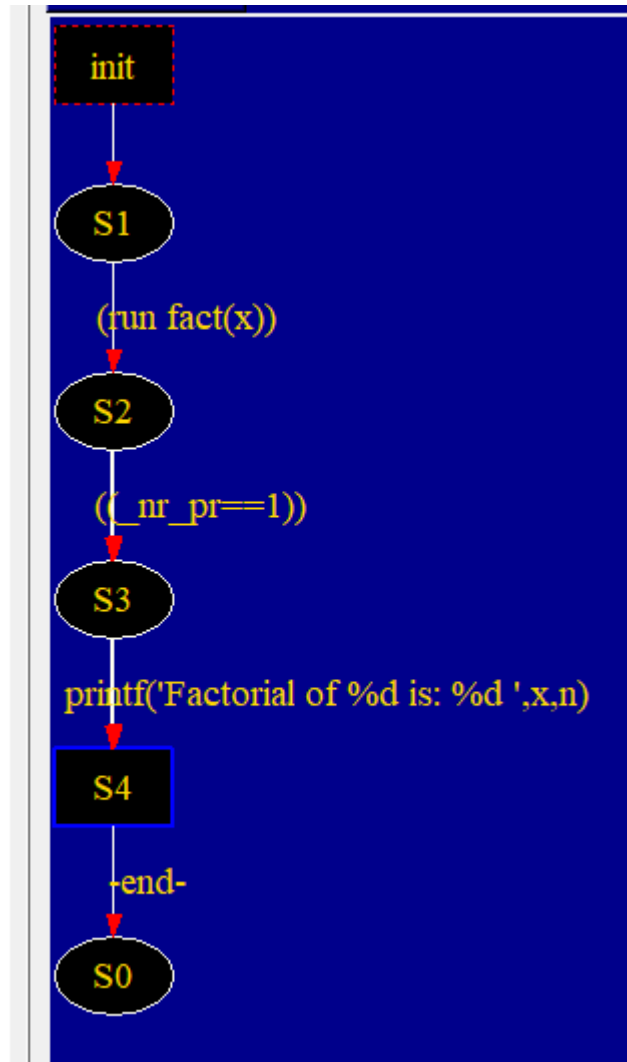 init
S1
(run fact(x))
S2
((_nr_pr==1))
S3
printf('Factorial of %d is: %d ',x,n)
S4
-end-
S0